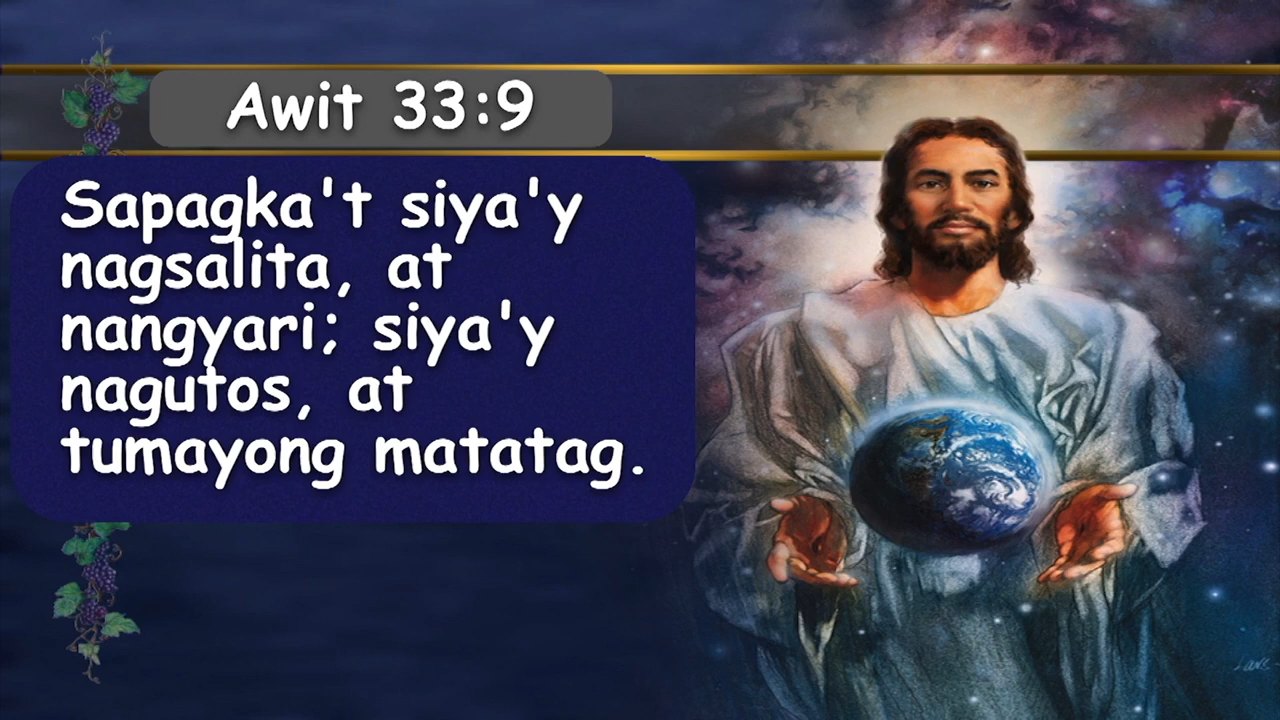 Awit 33:9
Sapagka't siya'y
nagsalita, at
nangyari; siya'y
nagutos, at
tumayong matatag.